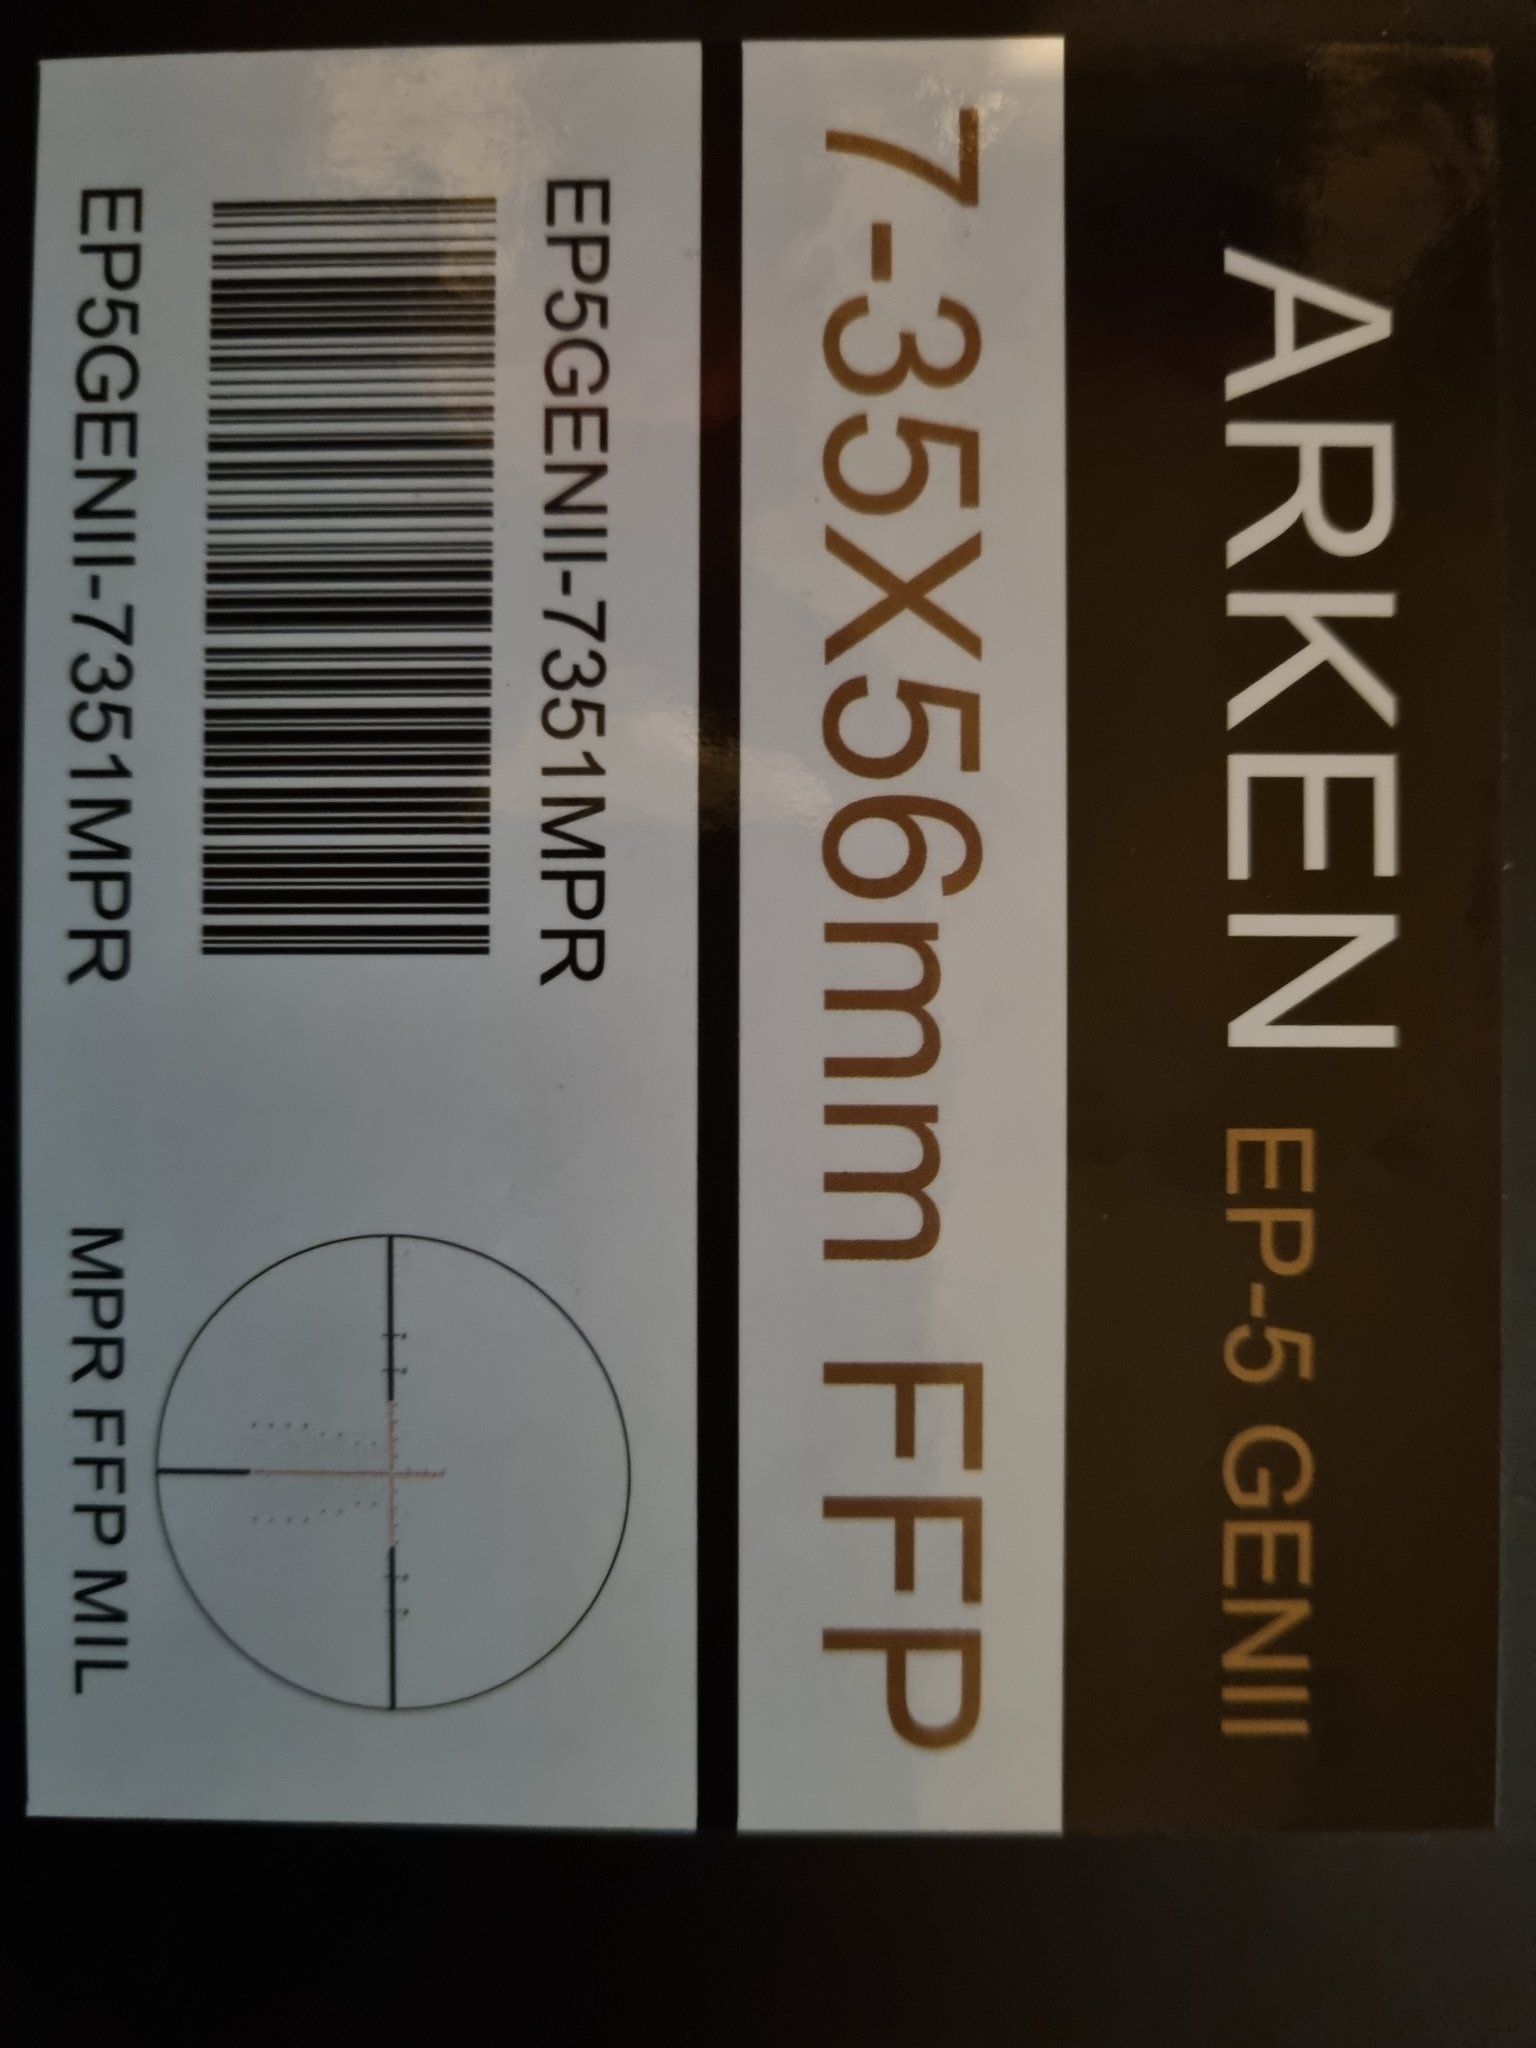 ARKEN EP-5 GENII
7-35X56mm FFP
EP5GENII-7351MPR
EP5GENII-7351MPR
MPR FFP MIL